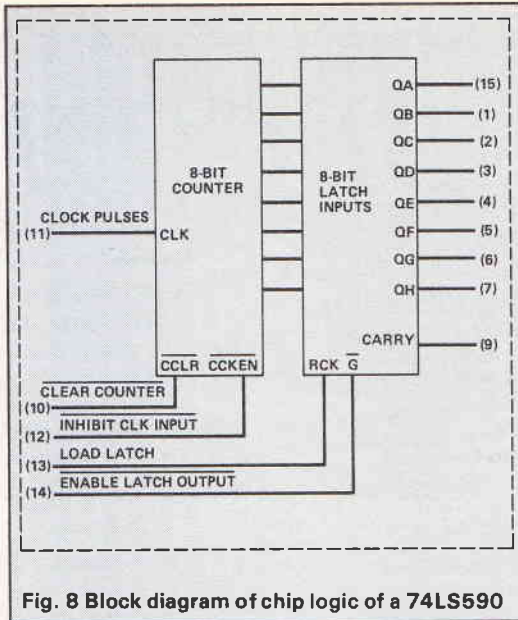 QA (15)
QB (1)
QC (2)
8-BIT
COUNTER
8-BIT
LATCH
INPUTS
QD (3)
QE (4)
CLOCK PULSES
(11) CLK
QF (5)
QG (6)
QH (7)
CARRY (9)
CCLR CCKEN RCK G
CLEAR COUNTER
(10)
INHIBIT CLK INPUT
(12)
LOAD LATCH
(13)
ENABLE LATCH OUTPUT
(14)
Fig. 8 Block diagram of chip logic of a 74LS590